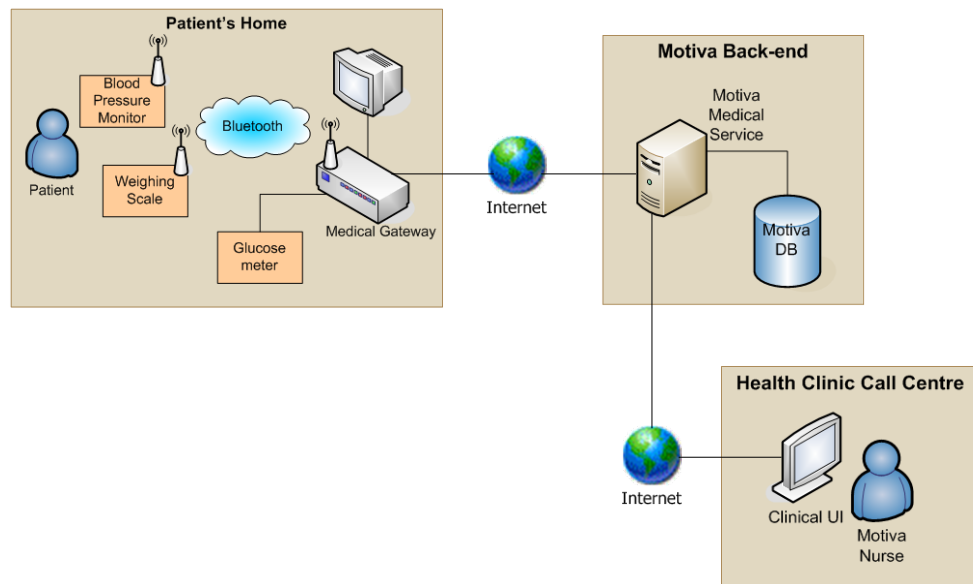 Patient's Home
Blood
Pressure
Monitor
Bluetooth
Patient
Weighing
Scale
Medical Gateway
Glucose
meter
Internet
Motiva Back-end
Motiva
Medical
Service
Motiva
DB
Health Clinic Call Centre
Internet
Clinical UI
Motiva
Nurse